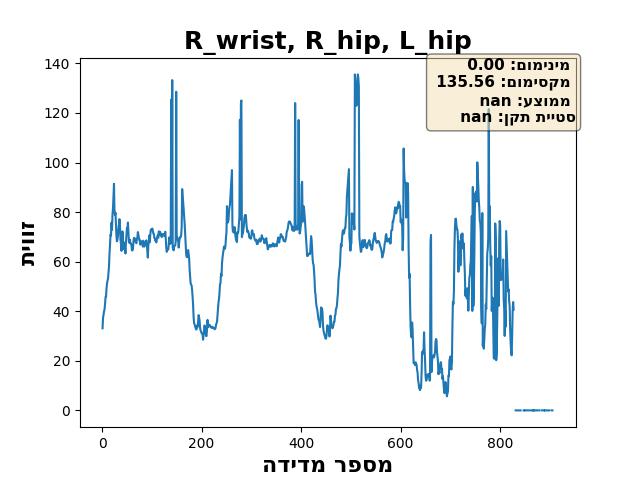 R_wrist, R_hip, L_hip
מינימום: 0.00
מקסימום: 135.56
ממוצע: nan
סטיית תקן: nan
זווית
140
120
100
80
60
40
20
0
0 200 400 600 800
מספר מדידה